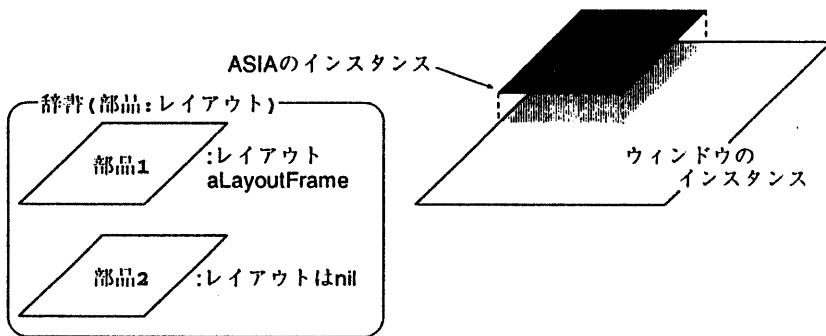 ASIAのインスタンス
辞書(部品:レイアウト)
部品1
:レイアウト
aLayoutFrame
部品2
:レイアウトはnil
ウィンドウの
インスタンス